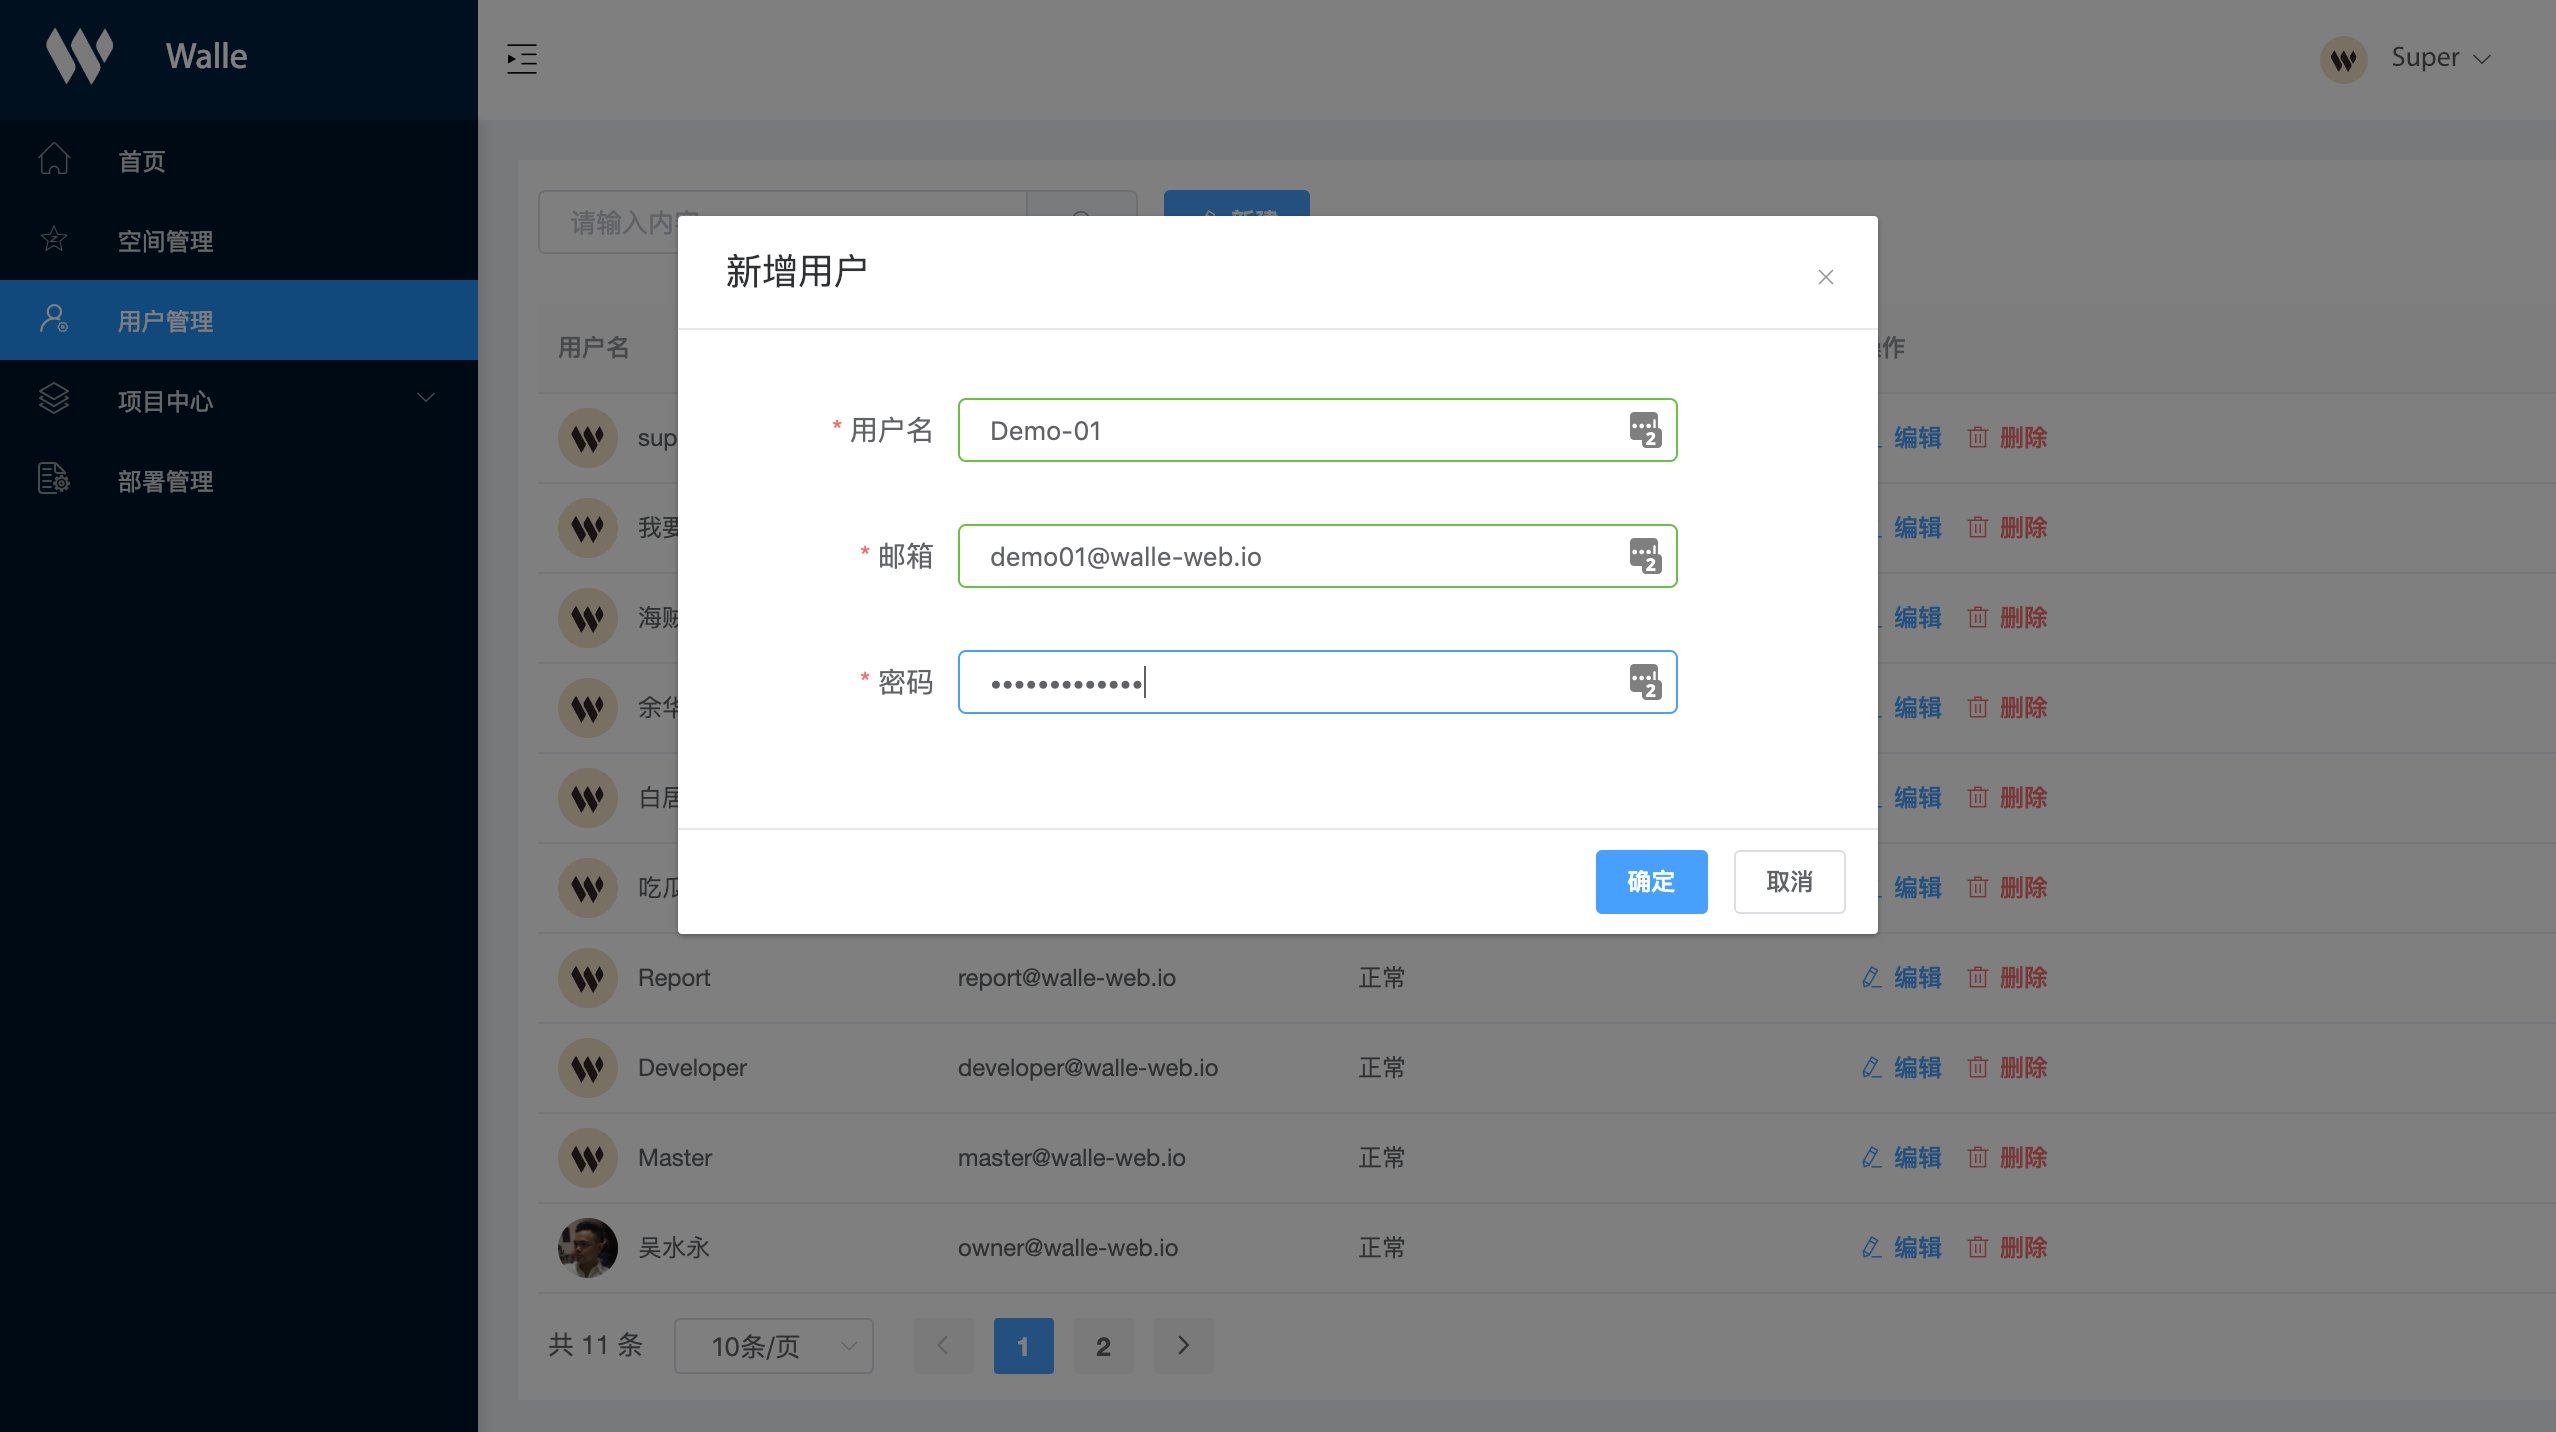 Walle
Super
首页
空间管理
用户管理
项目中心
部署管理
请输入内
新建
新增用户
* 用户名
Demo-01
* 邮箱
demo01@walle-web.io
* 密码
•••••••••••••
确定
取消
用户名
作
sup
编辑 删除
我要
编辑 删除
海贼
编辑 删除
余华
编辑 删除
白居
编辑 删除
吃瓜
编辑 删除
Report report@walle-web.io 正常 编辑 删除
Developer developer@walle-web.io 正常 编辑 删除
Master master@walle-web.io 正常 编辑 删除
吴水永 owner@walle-web.io 正常 编辑 删除
共 11 条 10条/页 1 2